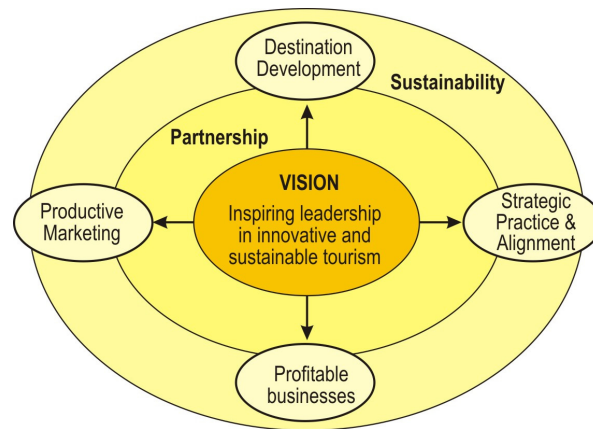 Destination
Development
Sustainability
Partnership
VISION
Inspiring leadership
in innovative and
sustainable tourism
Productive
Marketing
Strategic
Practice &
Alignment
Profitable
businesses